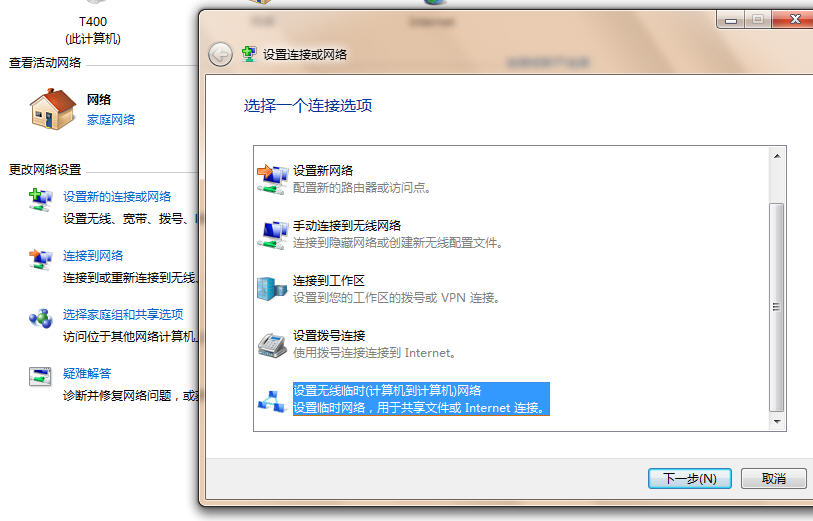 T400
(此计算机)
查看活动网络
网络
家庭网络
更改网络设置
设置新的连接或网络
设置无线、宽带、拨号、
连接到网络
连接到或重新连接到无线、
选择家庭组和共享选项
访问位于其他网络计算机
疑难解答
诊断并修复网络问题，或
设置连接或网络
选择一个连接选项
设置新网络
配置新的路由器或访问点。
手动连接到无线网络
连接到隐藏网络或创建新无线配置文件。
连接到工作区
设置到您的工作区的拨号或 VPN 连接。
设置拨号连接
使用拨号连接连接到 Internet。
设置无线临时(计算机到计算机)网络
设置临时网络，用于共享文件或 Internet 连接。
下一步(N)
取消